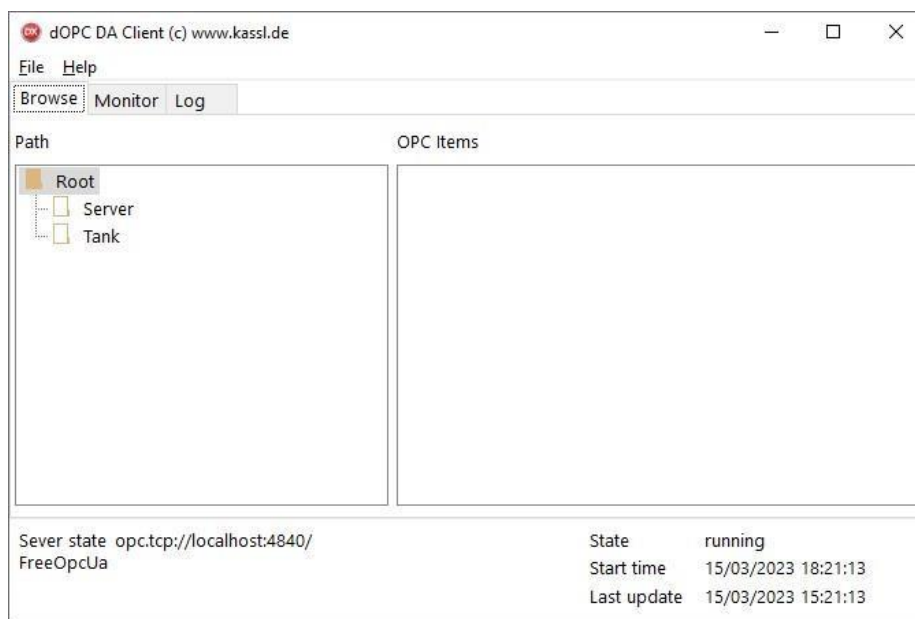 dOPC DA Client (c) www.kassl.de
File Help
Browse Monitor Log
Path
OPC Items
Root
Server
Tank
Sever state opc.tcp://localhost:4840/
FreeOpcUa
State running
Start time 15/03/2023 18:21:13
Last update 15/03/2023 15:21:13